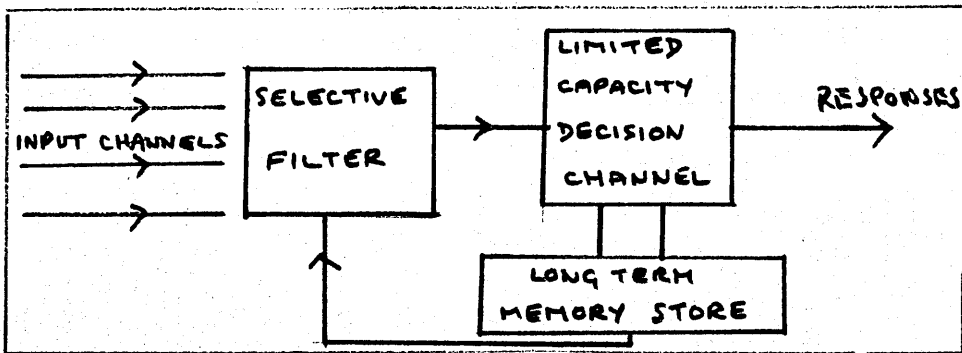 INPUT CHANNELS
SELECTIVE
FILTER
LIMITED
CAPACITY
DECISION
CHANNEL
RESPONSES
LONG TERM
MEMORY STORE